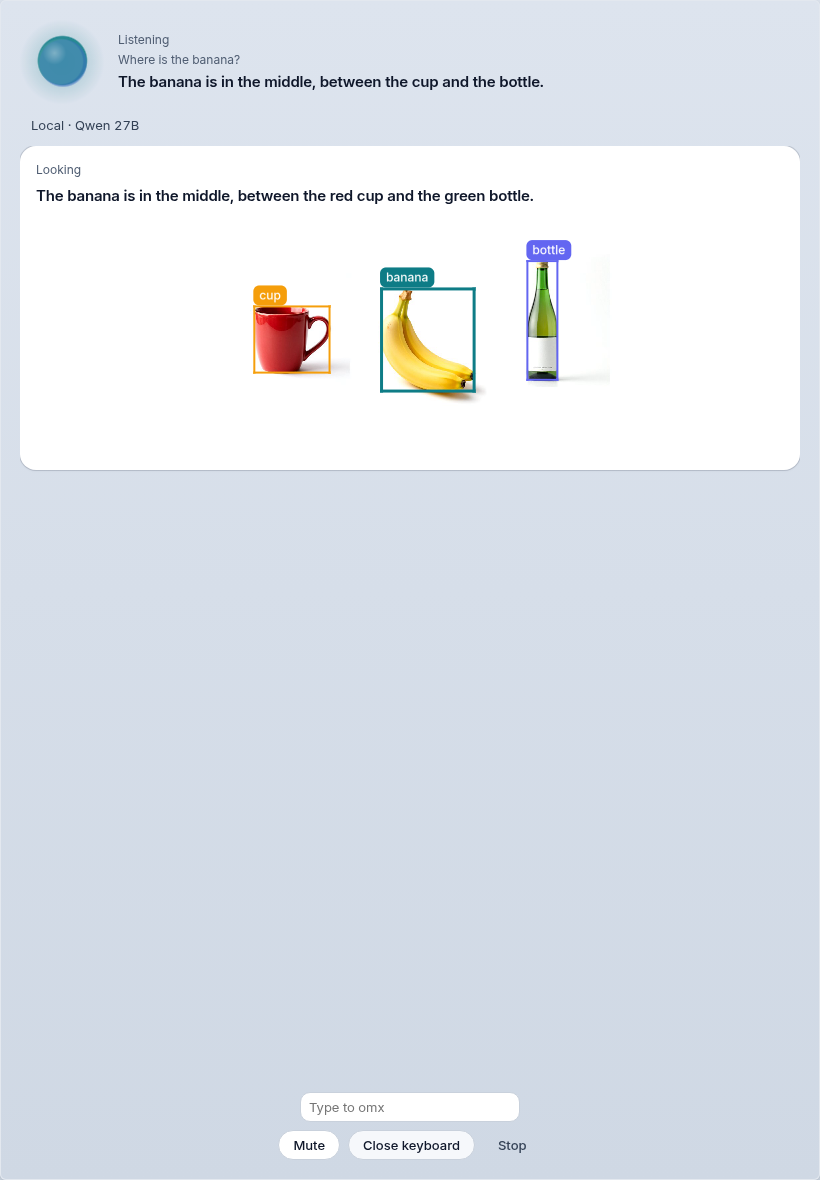 Listening
Where is the banana?
The banana is in the middle, between the cup and the bottle.
Local · Qwen 27B
Looking
The banana is in the middle, between the red cup and the green bottle.
bottle
banana
cup
Type to omx
Mute
Close keyboard
Stop